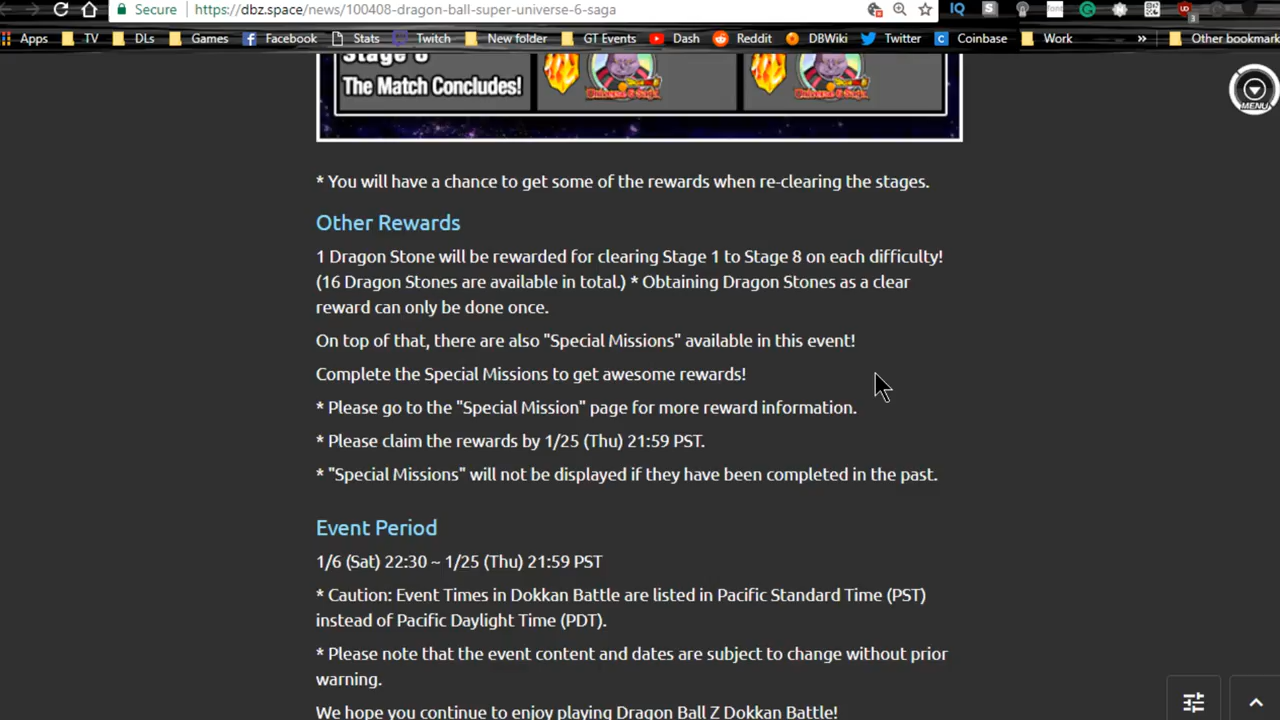 Secure https://dbz.space/news/100408-dragon-ball-super-universe-6-saga
Apps TV DLs Games Facebook Stats Twitch New folder GT Events Dash Reddit DBWiki Twitter Coinbase Work » Other bookmark
MENU
The Match Concludes!
* You will have a chance to get some of the rewards when re-clearing the stages.
Other Rewards
1 Dragon Stone will be rewarded for clearing Stage 1 to Stage 8 on each difficulty!
(16 Dragon Stones are available in total.) * Obtaining Dragon Stones as a clear
reward can only be done once.
On top of that, there are also "Special Missions" available in this event!
Complete the Special Missions to get awesome rewards!
* Please go to the "Special Mission" page for more reward information.
* Please claim the rewards by 1/25 (Thu) 21:59 PST.
* "Special Missions" will not be displayed if they have been completed in the past.
Event Period
1/6 (Sat) 22:30 ~ 1/25 (Thu) 21:59 PST
* Caution: Event Times in Dokkan Battle are listed in Pacific Standard Time (PST)
instead of Pacific Daylight Time (PDT).
* Please note that the event content and dates are subject to change without prior
warning.
We hope you continue to enjoy playing Dragon Ball Z Dokkan Battle!